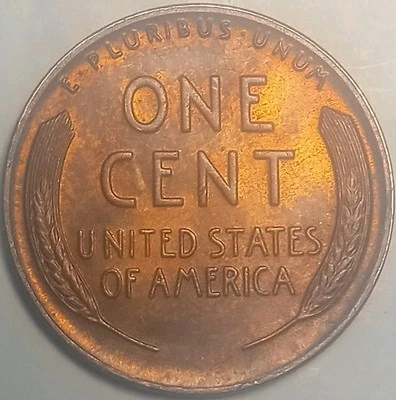 E·PLURIBUS·UNUM
ONE
CENT
UNITED STATES
OF AMERICA